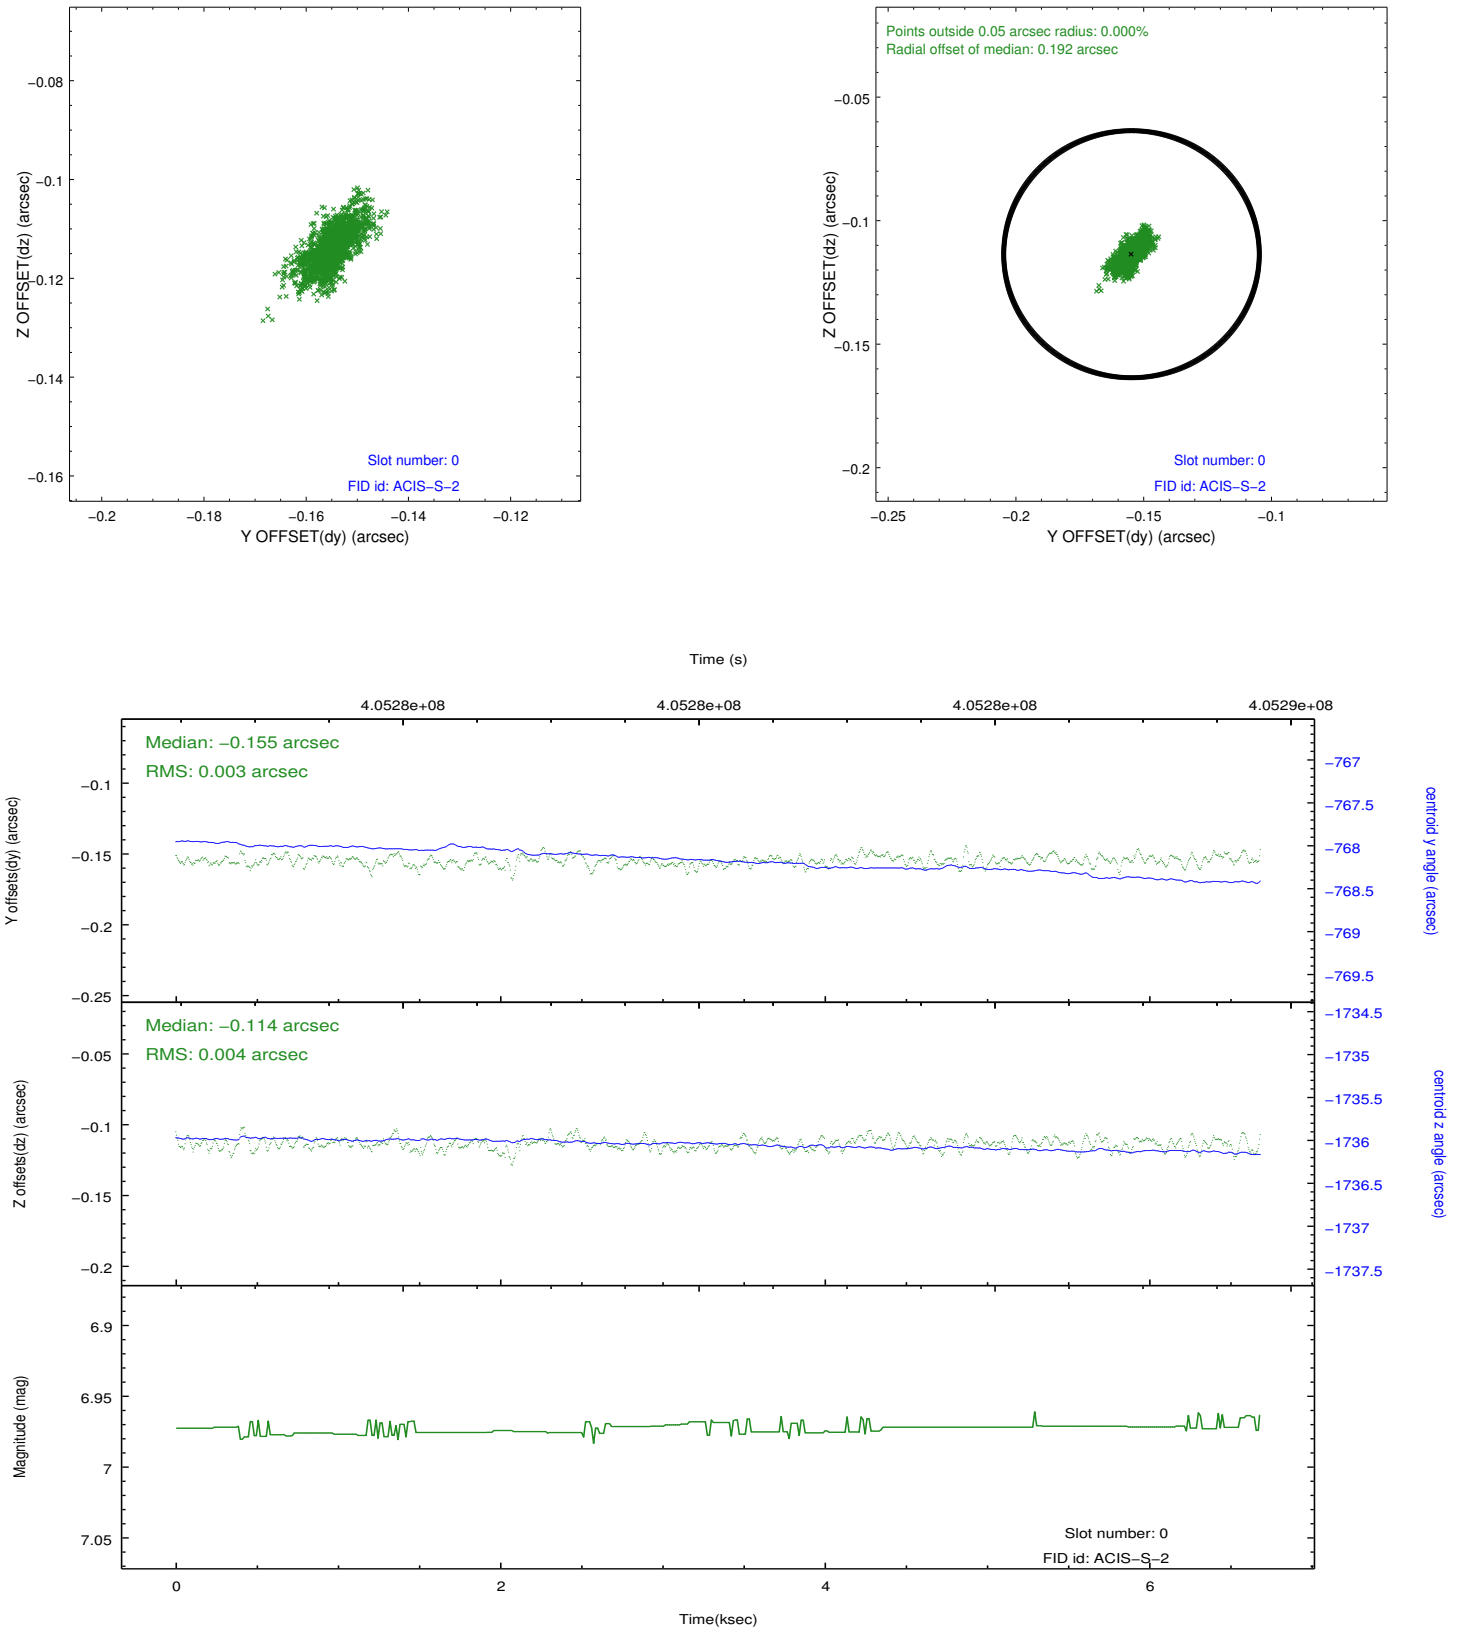 Z OFFSET(dz) (arcsec)
−0.08
−0.1
−0.12
−0.14
−0.16
Slot number: 0
FID id: ACIS−S−2
−0.2
−0.18
−0.16
−0.14
−0.12
Y OFFSET(dy) (arcsec)
Points outside 0.05 arcsec radius: 0.000%
Radial offset of median: 0.192 arcsec
Z OFFSET(dz) (arcsec)
−0.05
−0.1
−0.15
−0.2
Slot number: 0
FID id: ACIS−S−2
−0.25
−0.2
−0.15
−0.1
Y OFFSET(dy) (arcsec)
Time (s)
4.0528e+08
4.0528e+08
4.0528e+08
4.0529e+08
Median: −0.155 arcsec
RMS: 0.003 arcsec
Y offsets(dy) (arcsec)
−0.1
−0.15
−0.2
−0.25
−767
−767.5
−768
−768.5
−769
−769.5
centroid y angle (arcsec)
Median: −0.114 arcsec
RMS: 0.004 arcsec
Z offsets(dz) (arcsec)
−0.05
−0.1
−0.15
−0.2
−1734.5
−1735
−1735.5
−1736
−1736.5
−1737
−1737.5
centroid z angle (arcsec)
Magnitude (mag)
6.9
6.95
7
7.05
Slot number: 0
FID id: ACIS−S−2
0
2
4
6
Time(ksec)